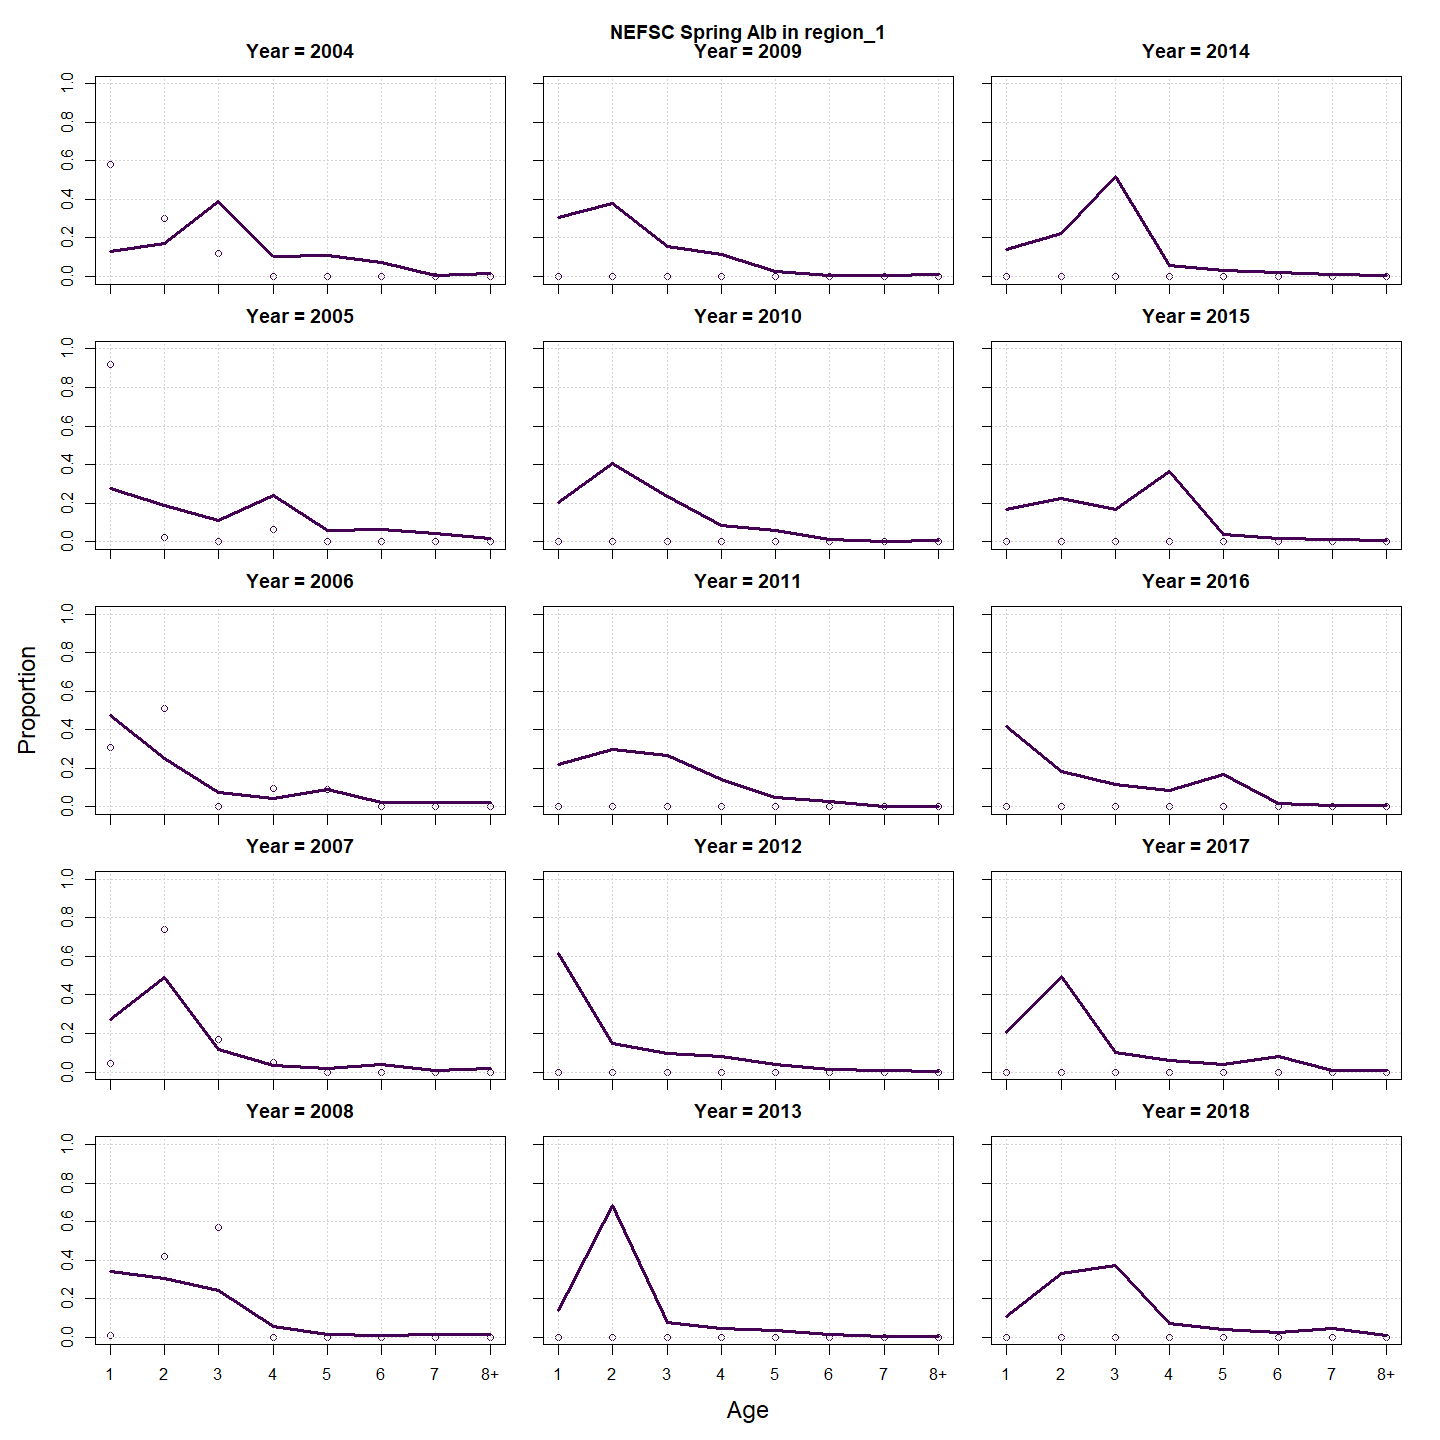 NEFSC Spring Alb in region_1
Year = 2004
Year = 2009
Year = 2014
0.0 0.2 0.4 0.6 0.8 1.0
Year = 2005
Year = 2010
Year = 2015
0.0 0.2 0.4 0.6 0.8 1.0
Year = 2006
Year = 2011
Year = 2016
0.0 0.2 0.4 0.6 0.8 1.0
Proportion
Year = 2007
Year = 2012
Year = 2017
0.0 0.2 0.4 0.6 0.8 1.0
Year = 2008
Year = 2013
Year = 2018
0.0 0.2 0.4 0.6 0.8 1.0
1 2 3 4 5 6 7 8+
1 2 3 4 5 6 7 8+
1 2 3 4 5 6 7 8+
Age